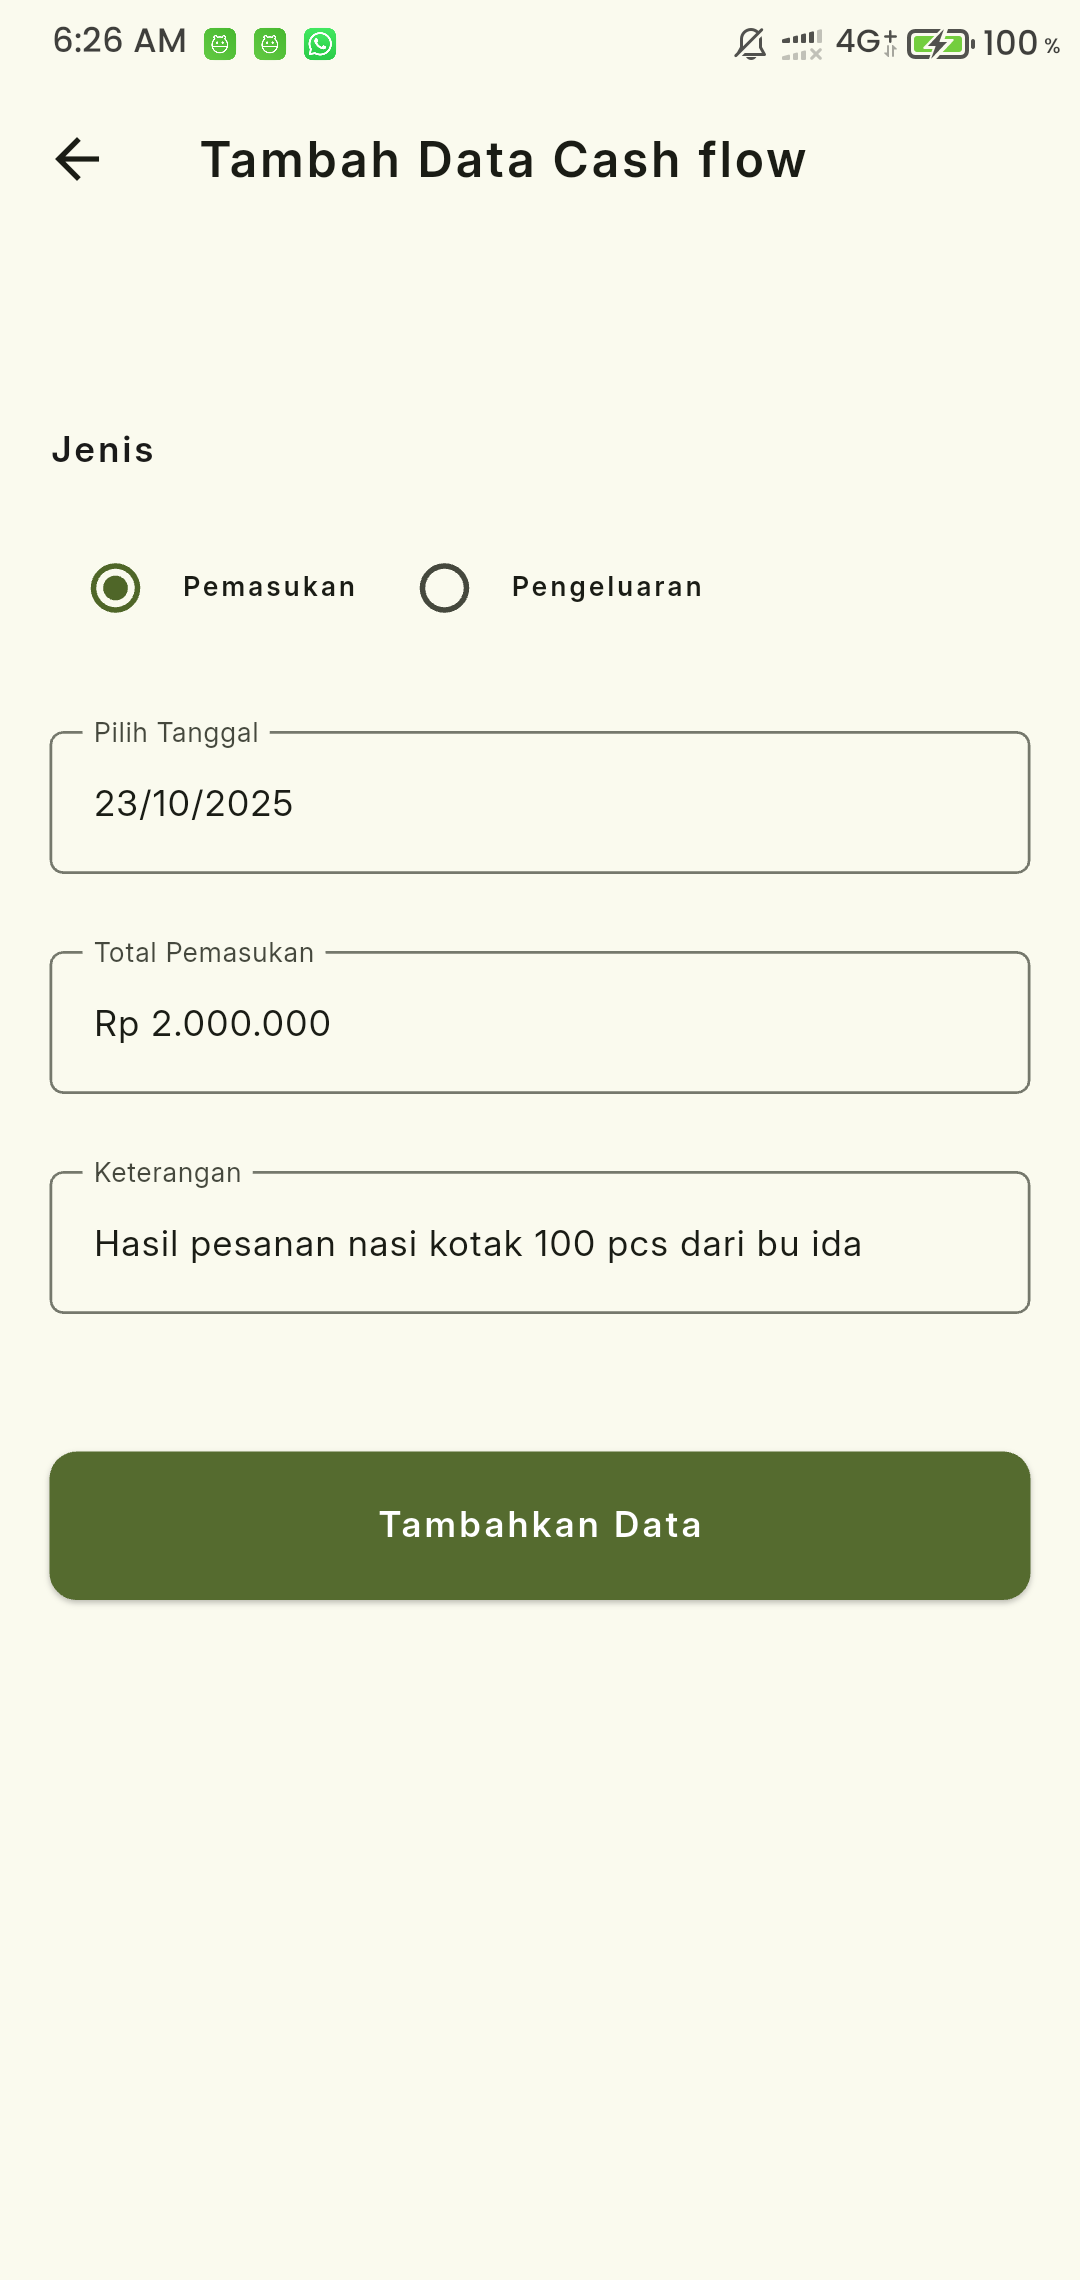 6:26 AM 4G+ 100 %
Tambah Data Cash flow
Jenis
Pemasukan Pengeluaran
Pilih Tanggal
23/10/2025
Total Pemasukan
Rp 2.000.000
Keterangan
Hasil pesanan nasi kotak 100 pcs dari bu ida
Tambahkan Data